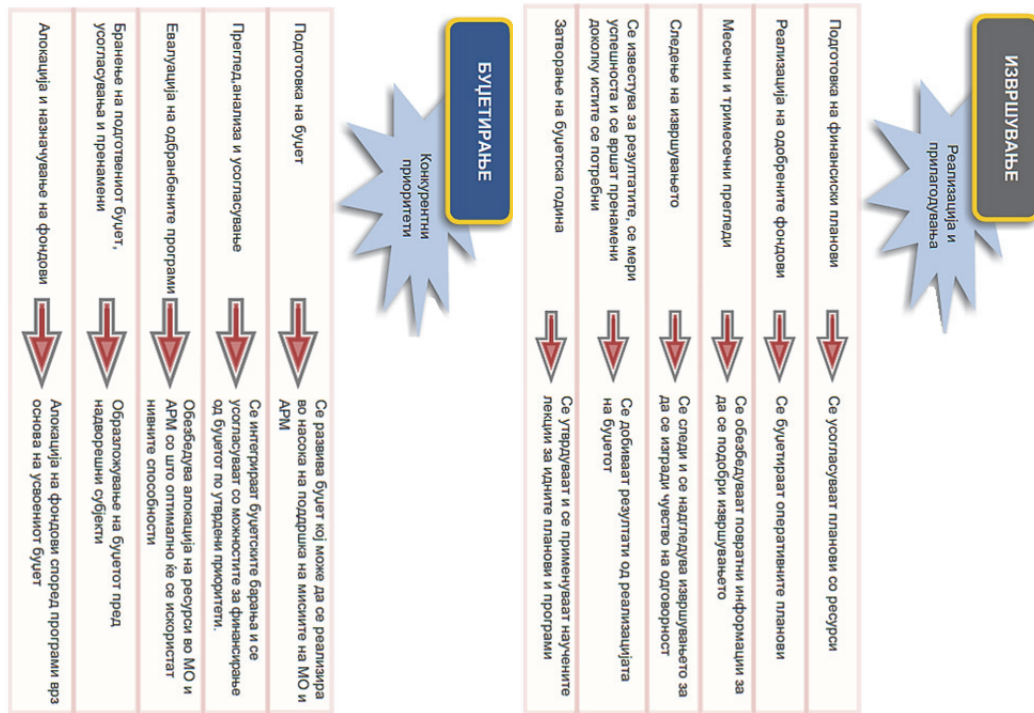 ИЗВРШУВАЊЕ
Реализација и
прилагодувања
Подготовка на финансиски планови
Се усогласуваат планови со ресурси
Реализација на одобрените фондови
Се буџетираат оперативните планови
Месечни и тримесечни прегледи
Се обезбедуваат повратни информации за
да се подобри извршувањето
Следење на извршувањето
Се следи и се надгледува извршувањето за
да се изгради чувство на одговорност
Се известува за резултатите, се мери
успешноста и се вршат пренамени
доколку истите се потребни
Се добиваат резултати од реализацијата
на буџетот
Затворање на буџетска година
Се утврдуваат и се применуваат научените
лекции за идните планови и програми
БУЏЕТИРАЊЕ
Конкурентни
приоритети
Подготовка на буџет
Се развива буџет кој може да се реализира
во насока на поддршка на мисиите на МО и
АРМ
Преглед,анализа и усогласување
Се интегрираат буџетските барања и се
усогласуваат со можностите за финансирање
од буџетот по утврдени приоритети.
Евалуација на одбранбените програми
Обезбедува алокација на ресурси во МО и
АРМ со што оптимално ќе се искористат
нивните способности
Бранење на подготвениот буџет,
усогласувања и пренамени
Образложување на буџетот пред
надворешни субјекти
Алокација и назначување на фондови
Алокација на фондови според програми врз
основа на усвоениот буџет